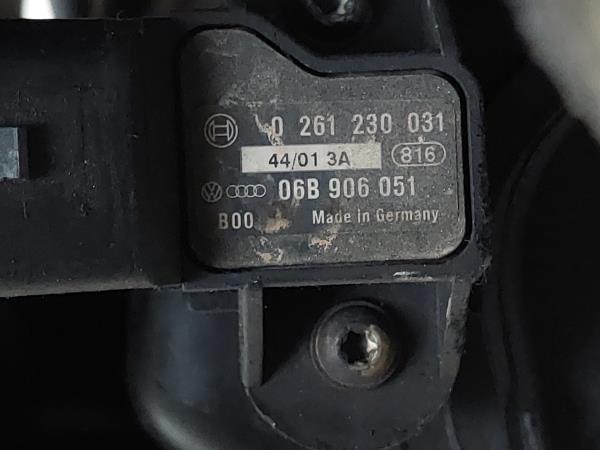 0 261 230 031
44/01 3A 816
06B 906 051
B00 Made in Germany